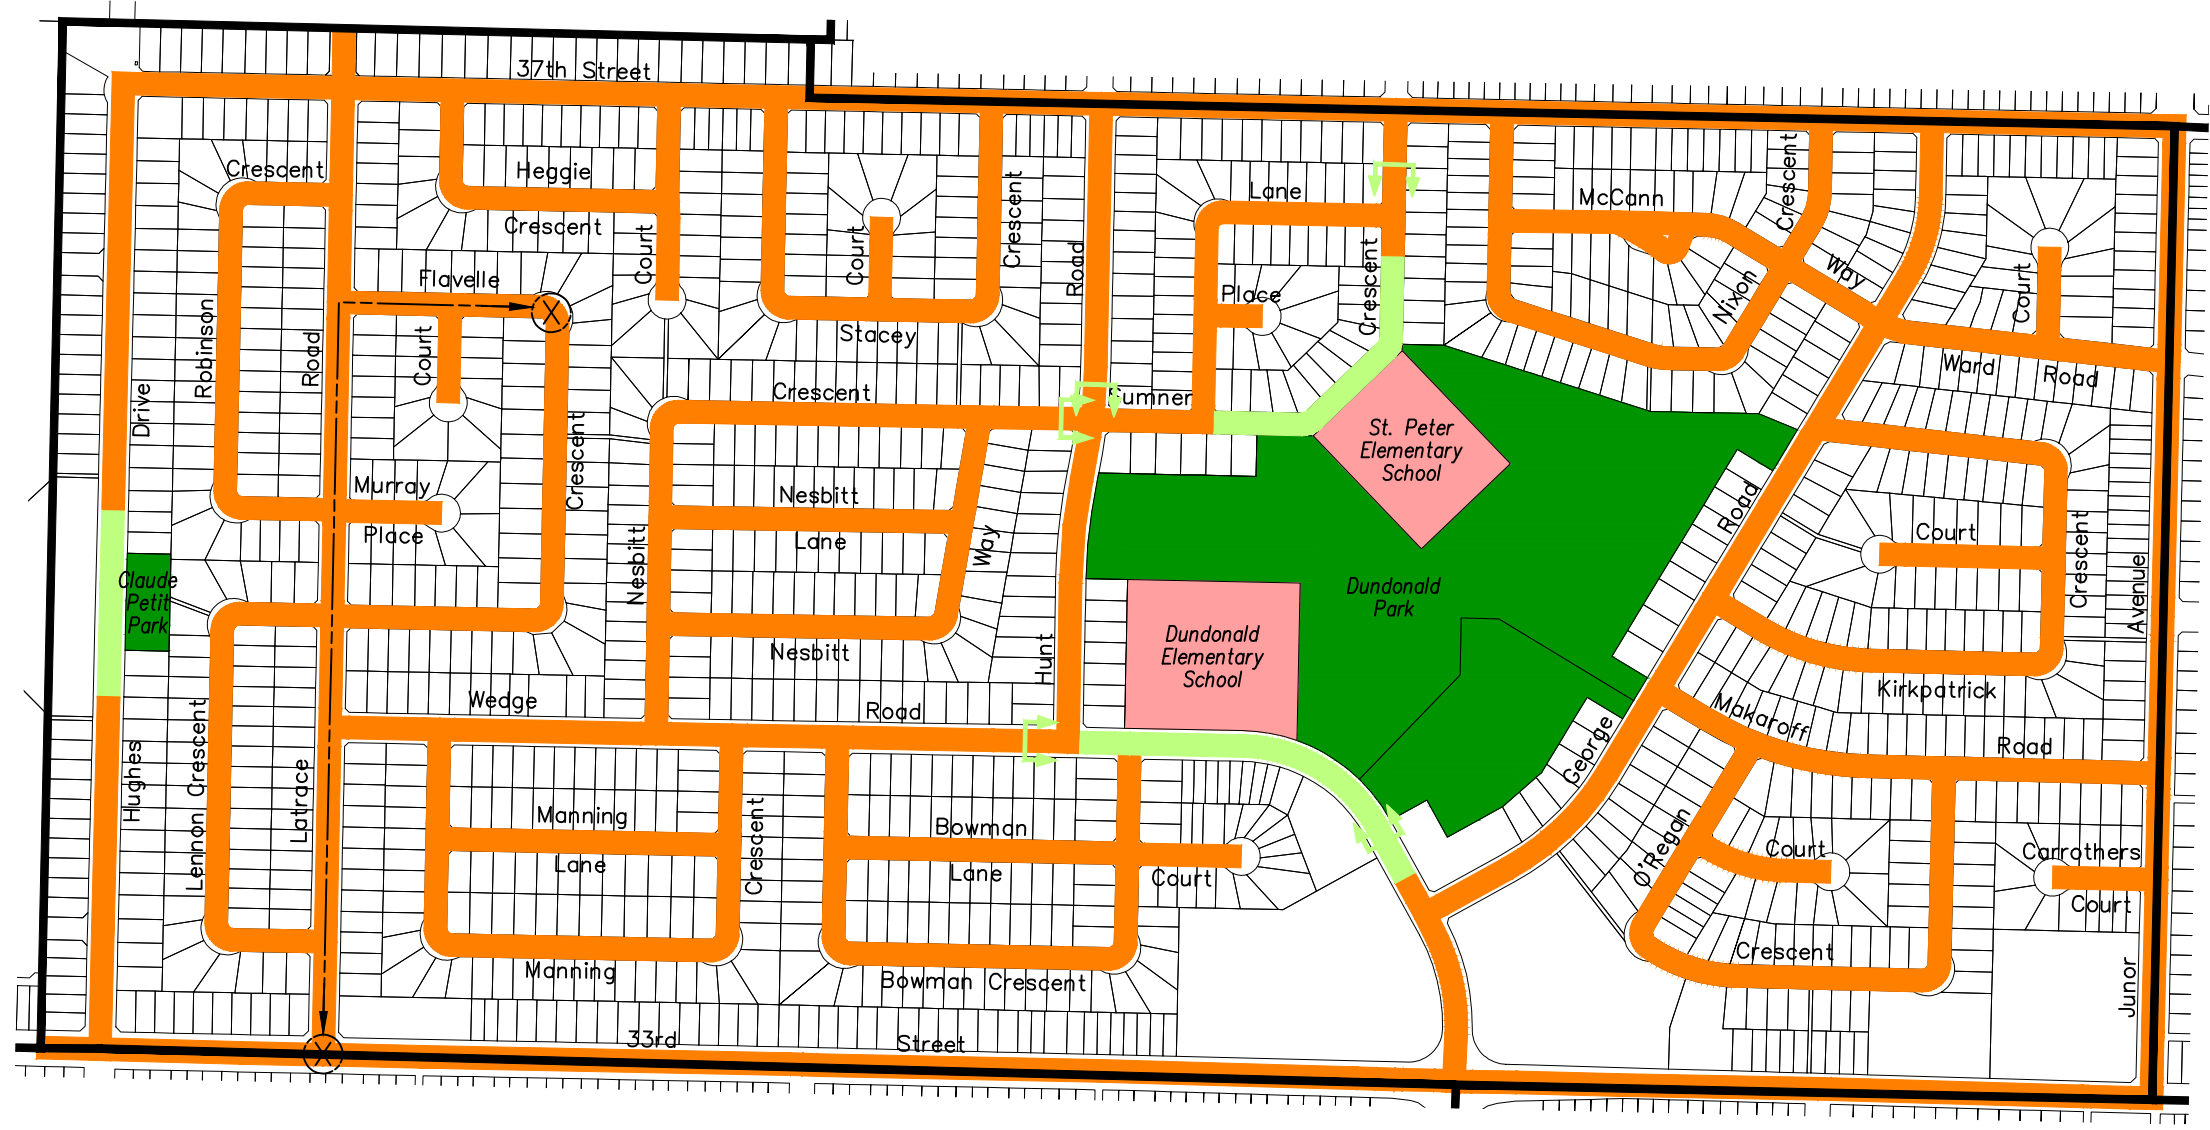 37th Street
Crescent
Heggie
Crescent
Court
Court
Crescent
Road
Lane
Crescent
McCann
Crescent
Way
Nixon
Court
Flavelle
Place
Stacey
Robinson
Road
Court
Drive
Crescent
Crescent
Sumner
Ward
Road
St. Peter
Elementary
School
Murray
Place
Nesbitt
Lane
Way
Nesbitt
Nesbitt
Road
Court
Crescent
Avenue
Claude
Petit
Park
Dundonald
Park
Dundonald
Elementary
School
Hunt
Wedge
Road
Kirkpatrick
Makaroff
Road
George
Lennon Crescent
Hughes
Latrace
Manning
Lane
Crescent
Bowman
Lane
Court
O'Regan
Court
Carrothers
Court
Manning
Bowman Crescent
Crescent
Junor
33rd
Street
X
X
Crescent